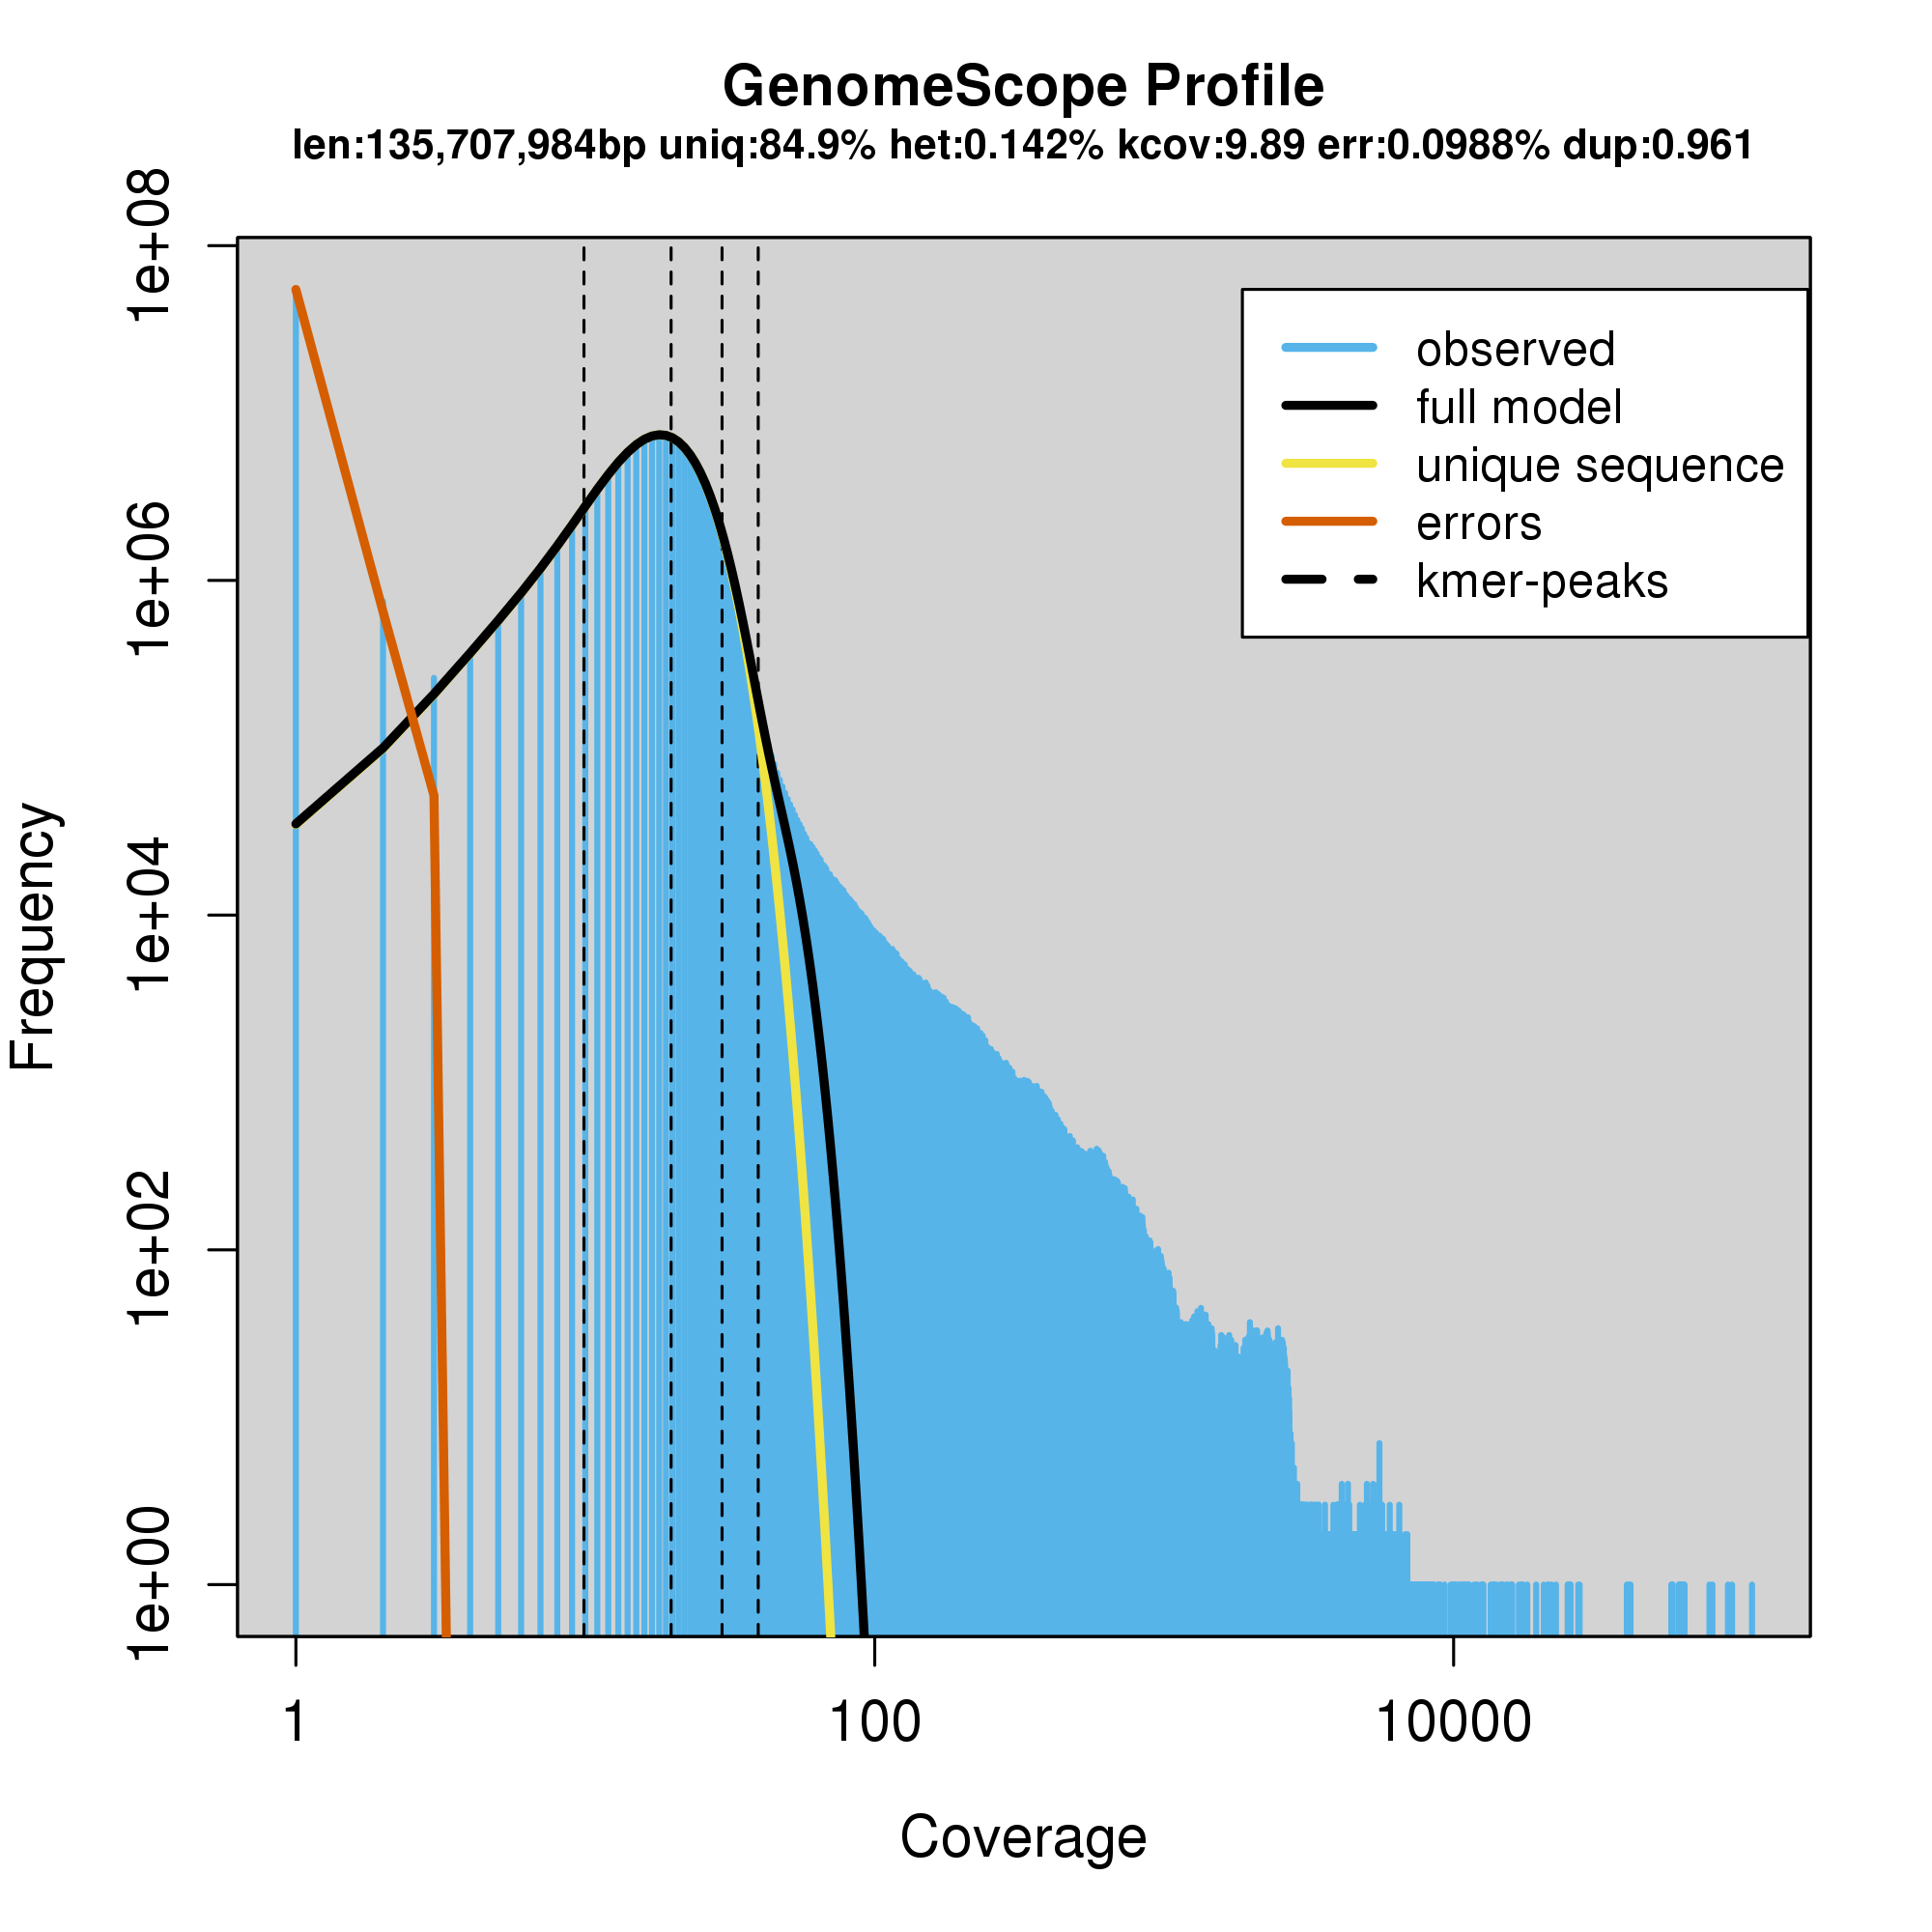 GenomeScope Profile
len:135,707,984bp uniq:84.9% het:0.142% kcov:9.89 err:0.0988% dup:0.961
1e+08
1e+06
1e+04
1e+02
1e+00
Frequency
observed
full model
unique sequence
errors
kmer-peaks
1
100
10000
Coverage